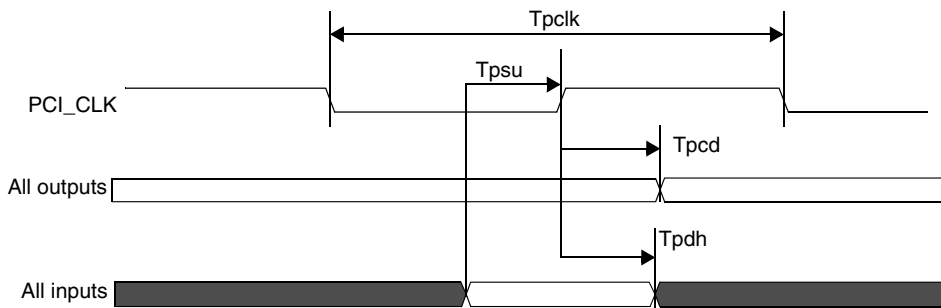 Tpclk
Tpsu
PCI_CLK
Tpcd
All outputs
Tpdh
All inputs